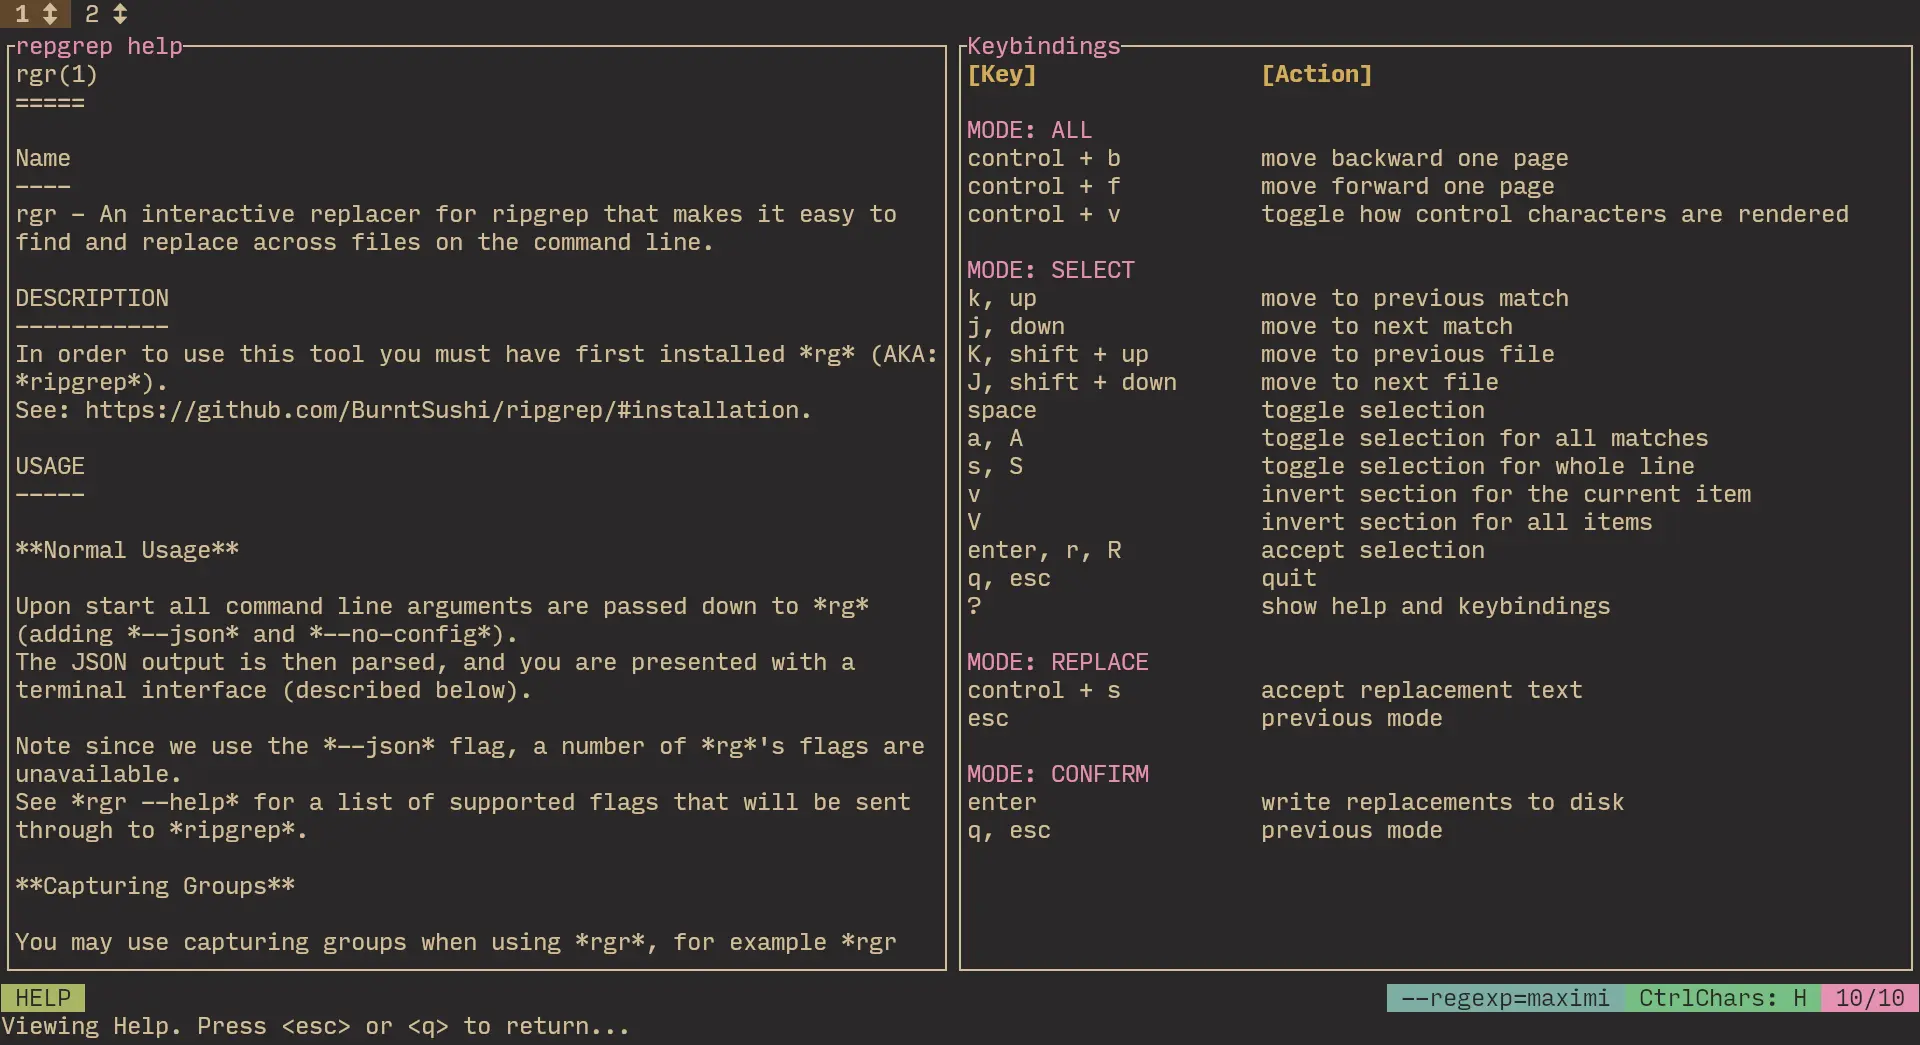 1 ↕ 2 ↕
repgrep help
rgr(1)
=====
Name
----
rgr - An interactive replacer for ripgrep that makes it easy to
find and replace across files on the command line.
DESCRIPTION
-----------
In order to use this tool you must have first installed *rg* (AKA:
*ripgrep*).
See: https://github.com/BurntSushi/ripgrep/#installation.
USAGE
-----
**Normal Usage**
Upon start all command line arguments are passed down to *rg*
(adding *--json* and *--no-config*).
The JSON output is then parsed, and you are presented with a
terminal interface (described below).
Note since we use the *--json* flag, a number of *rg*'s flags are
unavailable.
See *rgr --help* for a list of supported flags that will be sent
through to *ripgrep*.
**Capturing Groups**
You may use capturing groups when using *rgr*, for example *rgr
Keybindings
[Key] [Action]
MODE: ALL
control + b move backward one page
control + f move forward one page
control + v toggle how control characters are rendered
MODE: SELECT
k, up move to previous match
j, down move to next match
K, shift + up move to previous file
J, shift + down move to next file
space toggle selection
a, A toggle selection for all matches
s, S toggle selection for whole line
v invert section for the current item
V invert section for all items
enter, r, R accept selection
q, esc quit
? show help and keybindings
MODE: REPLACE
control + s accept replacement text
esc previous mode
MODE: CONFIRM
enter write replacements to disk
q, esc previous mode
HELP --regexp=maximi CtrlChars: H 10/10
Viewing Help. Press <esc> or <q> to return...